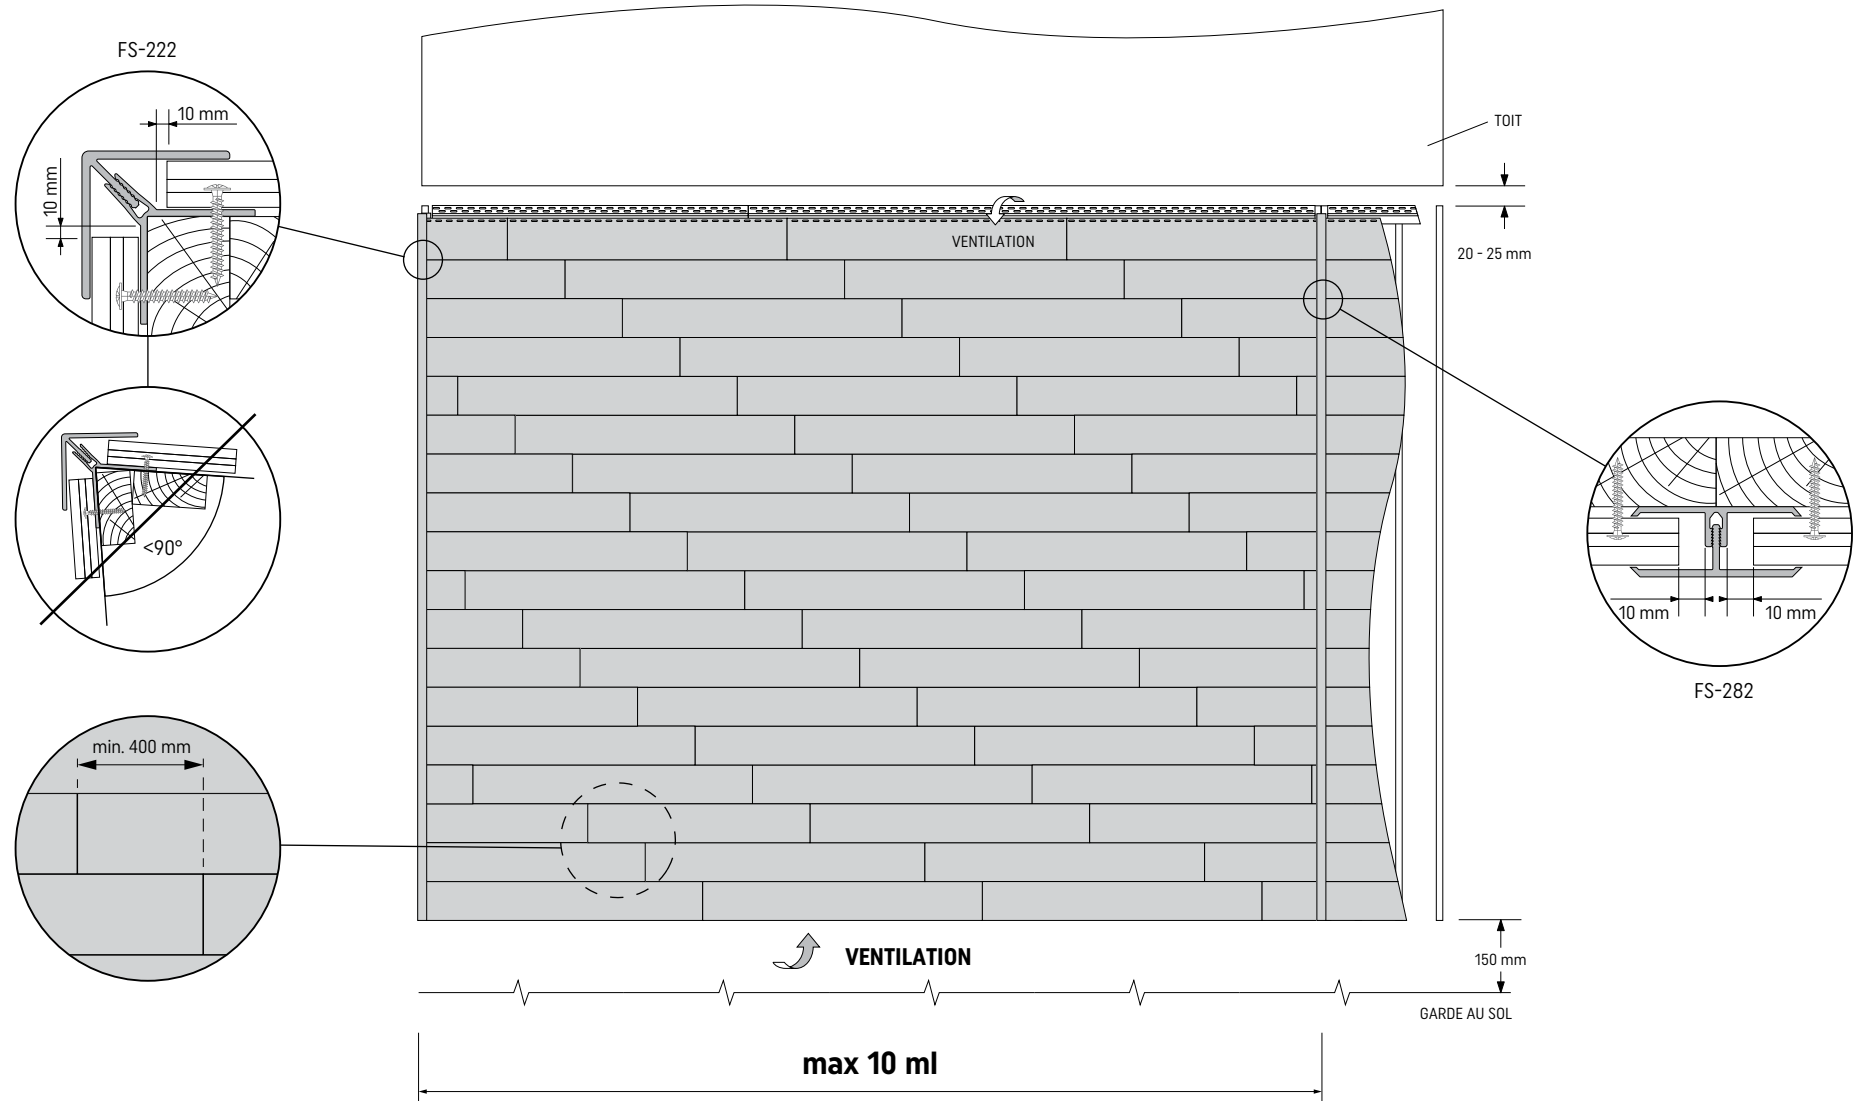 FS-222
10 mm
10 mm
TOIT
VENTILATION
20 - 25 mm
<90°
10 mm
10 mm
FS-282
min. 400 mm
VENTILATION
150 mm
GARDE AU SOL
max 10 ml